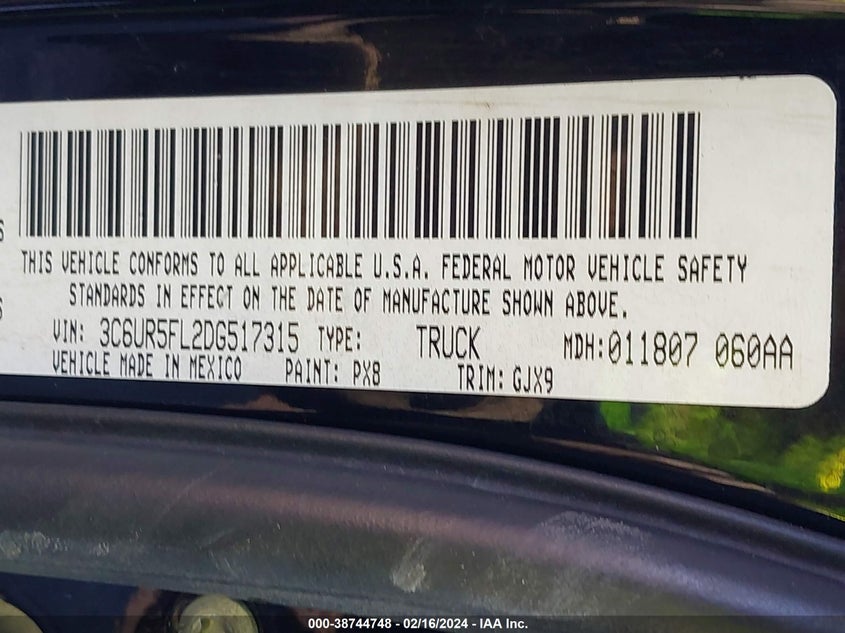 THIS VEHICLE CONFORMS TO ALL APPLICABLE U.S.A. FEDERAL MOTOR VEHICLE SAFETY
STANDARDS IN EFFECT ON THE DATE OF MANUFACTURE SHOWN ABOVE.
VIN: 3C6UR5FL2DG517315 TYPE: TRUCK MDH:011807 060AA
VEHICLE MADE IN MEXICO PAINT: PX8 TRIM: GJX9
000-38744748 - 02/16/2024 - IAA Inc.